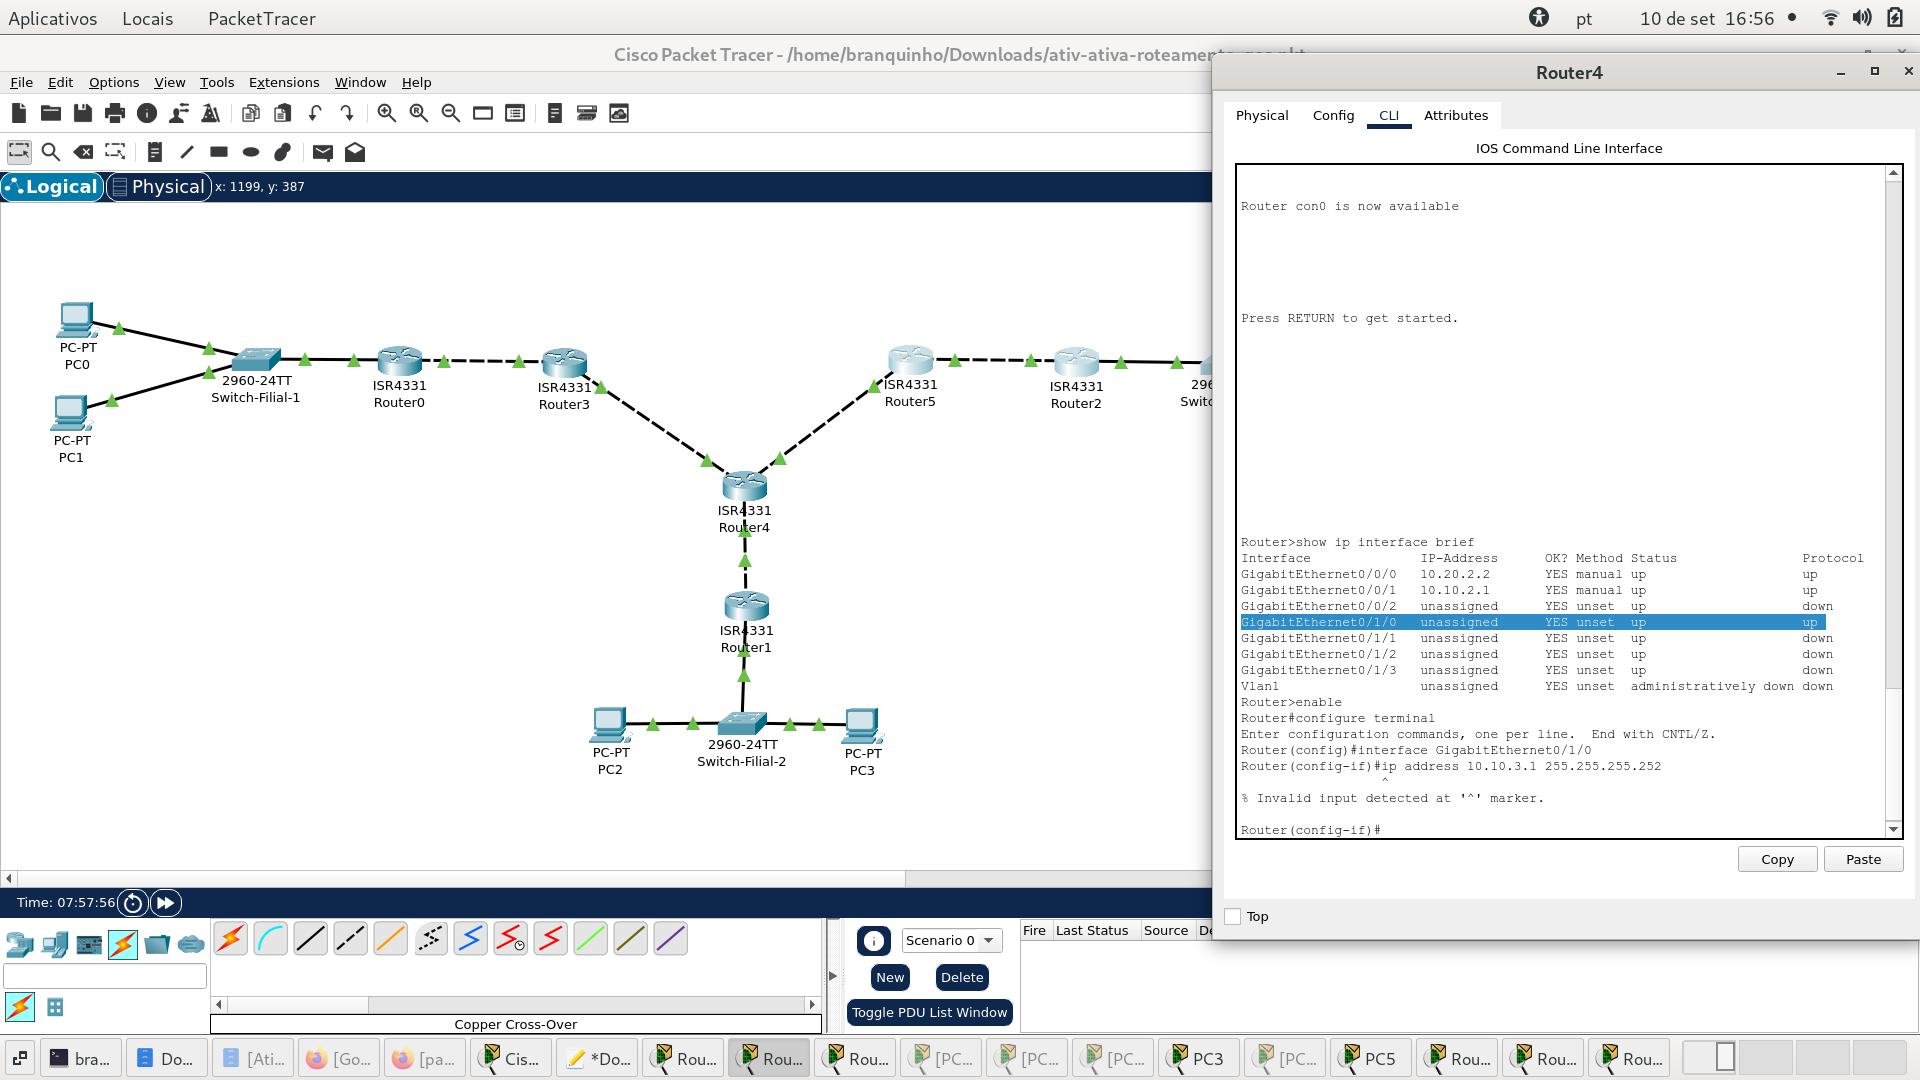 Aplicativos Locais PacketTracer pt 10 de set 16:56
Cisco Packet Tracer - /home/branquinho/Downloads/ativ-ativa-roteamento
File Edit Options View Tools Extensions Window Help
Logical Physical x: 1199, y: 387
PC-PT
PC0
PC-PT
PC1
2960-24TT
Switch-Filial-1
ISR4331
Router0
ISR4331
Router3
ISR4331
Router5
ISR4331
Router2
296
Switc
ISR4331
Router4
ISR4331
Router1
PC-PT
PC2
2960-24TT
Switch-Filial-2
PC-PT
PC3
Time: 07:57:56
Copper Cross-Over
Scenario 0
New Delete
Toggle PDU List Window
Fire Last Status Source De
Router4
Physical Config CLI Attributes
IOS Command Line Interface
Router con0 is now available
Press RETURN to get started.
Router>show ip interface brief
Interface IP-Address OK? Method Status Protocol
GigabitEthernet0/0/0 10.20.2.2 YES manual up up
GigabitEthernet0/0/1 10.10.2.1 YES manual up up
GigabitEthernet0/0/2 unassigned YES unset up down
GigabitEthernet0/1/0 unassigned YES unset up up
GigabitEthernet0/1/1 unassigned YES unset up down
GigabitEthernet0/1/2 unassigned YES unset up down
GigabitEthernet0/1/3 unassigned YES unset up down
Vlan1 unassigned YES unset administratively down down
Router>enable
Router#configure terminal
Enter configuration commands, one per line. End with CNTL/Z.
Router(config)#interface GigabitEthernet0/1/0
Router(config-if)#ip address 10.10.3.1 255.255.255.252
^
% Invalid input detected at '^' marker.
Router(config-if)#
Copy Paste
Top
bra... Do... [Ati... [Go... [pa... Cis... *Do... Rou... Rou... Rou... [PC... [PC... [PC... PC3 [PC... PC5 Rou... Rou... Rou...